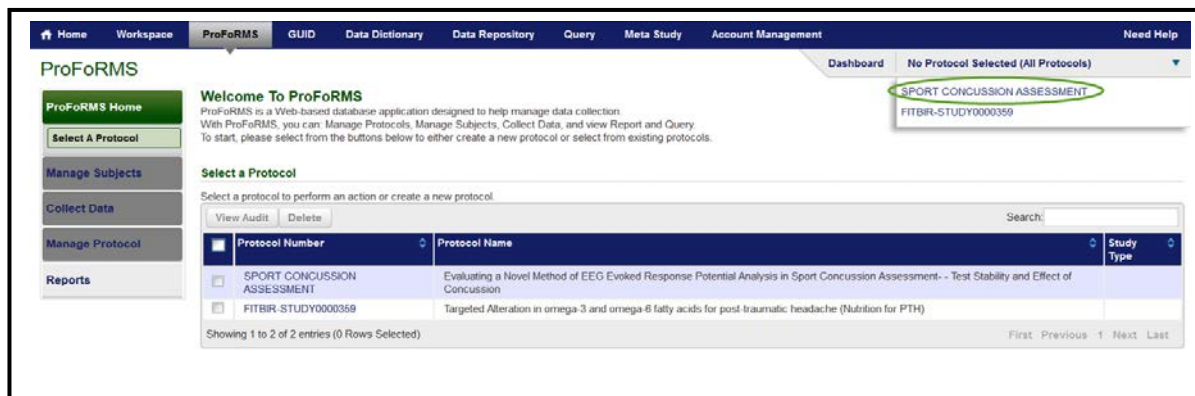 Home Workspace ProFoRMS GUID Data Dictionary Data Repository Query Meta Study Account Management Need Help
ProFoRMS
Dashboard No Protocol Selected (All Protocols)
SPORT CONCUSSION ASSESSMENT
FITBIR-STUDY0000359
ProFoRMS Home
Select A Protocol
Manage Subjects
Collect Data
Manage Protocol
Reports
Welcome To ProFoRMS
ProFoRMS is a Web-based database application designed to help manage data collection
With ProFoRMS, you can: Manage Protocols, Manage Subjects, Collect Data, and view Report and Query.
To start, please select from the buttons below to either create a new protocol or select from existing protocols.
Select a Protocol
Select a protocol to perform an action or create a new protocol.
View Audit Delete Search:
Protocol Number Protocol Name Study
Type
SPORT CONCUSSION Evaluating a Novel Method of EEG Evoked Response Potential Analysis in Sport Concussion Assessment- - Test Stability and Effect of
ASSESSMENT Concussion
FITBIR-STUDY0000359 Targeted Alteration in omega-3 and omega-6 fatty acids for post-traumatic headache (Nutrition for PTH)
Showing 1 to 2 of 2 entries (0 Rows Selected) First Previous 1 Next Last